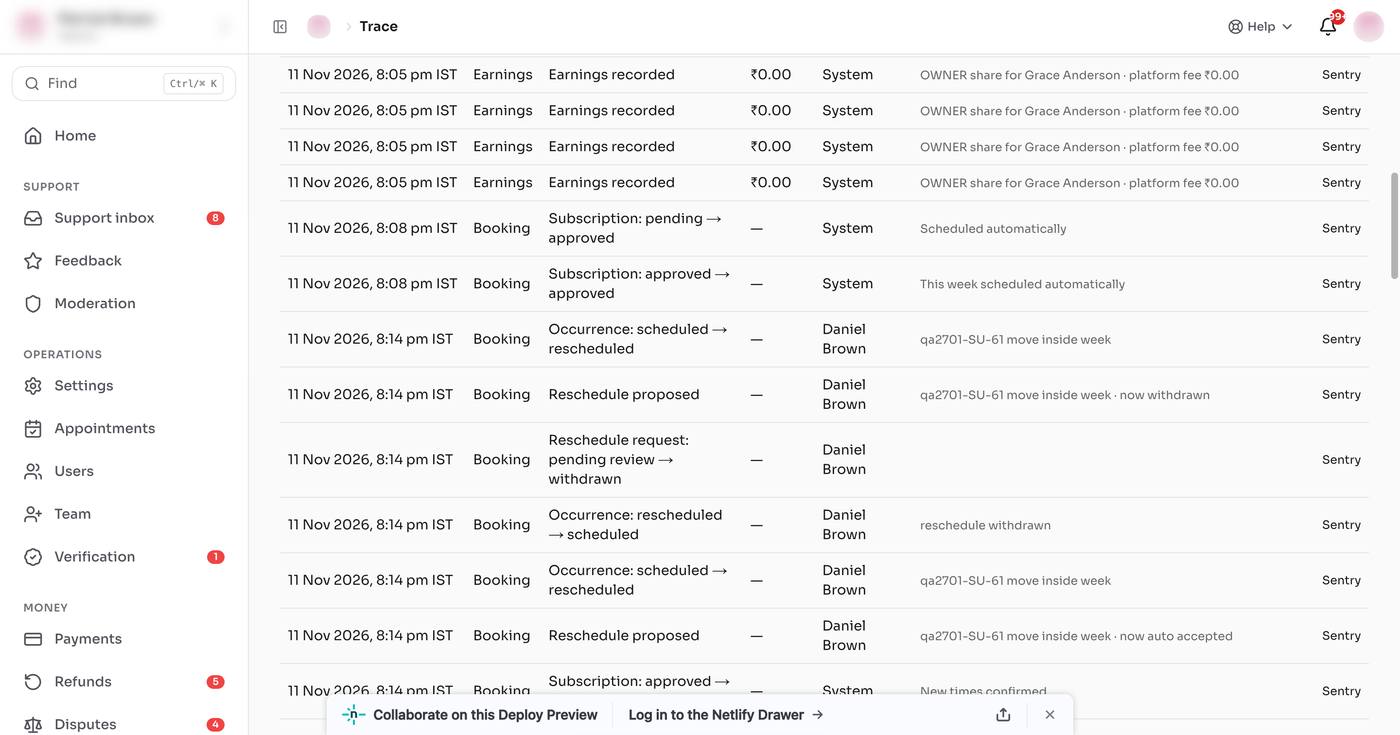 Trace
Help
99+
Find
Ctrl/⌘ K
Home
SUPPORT
Support inbox 8
Feedback
Moderation
OPERATIONS
Settings
Appointments
Users
Team
Verification 1
MONEY
Payments
Refunds 5
Disputes 4
11 Nov 2026, 8:05 pm IST Earnings Earnings recorded ₹0.00 System OWNER share for Grace Anderson · platform fee ₹0.00 Sentry
11 Nov 2026, 8:05 pm IST Earnings Earnings recorded ₹0.00 System OWNER share for Grace Anderson · platform fee ₹0.00 Sentry
11 Nov 2026, 8:05 pm IST Earnings Earnings recorded ₹0.00 System OWNER share for Grace Anderson · platform fee ₹0.00 Sentry
11 Nov 2026, 8:05 pm IST Earnings Earnings recorded ₹0.00 System OWNER share for Grace Anderson · platform fee ₹0.00 Sentry
11 Nov 2026, 8:08 pm IST Booking Subscription: pending →
approved — System Scheduled automatically Sentry
11 Nov 2026, 8:08 pm IST Booking Subscription: approved →
approved — System This week scheduled automatically Sentry
11 Nov 2026, 8:14 pm IST Booking Occurrence: scheduled →
rescheduled — Daniel
Brown qa2701-SU-61 move inside week Sentry
11 Nov 2026, 8:14 pm IST Booking Reschedule proposed — Daniel
Brown qa2701-SU-61 move inside week · now withdrawn Sentry
11 Nov 2026, 8:14 pm IST Booking Reschedule request:
pending review →
withdrawn — Daniel
Brown Sentry
11 Nov 2026, 8:14 pm IST Booking Occurrence: rescheduled
→ scheduled — Daniel
Brown reschedule withdrawn Sentry
11 Nov 2026, 8:14 pm IST Booking Occurrence: scheduled →
rescheduled — Daniel
Brown qa2701-SU-61 move inside week Sentry
11 Nov 2026, 8:14 pm IST Booking Reschedule proposed — Daniel
Brown qa2701-SU-61 move inside week · now auto accepted Sentry
11 Nov 2026, 8:14 pm IST Booking Subscription: approved → — System New times confirmed Sentry
Collaborate on this Deploy Preview Log in to the Netlify Drawer →